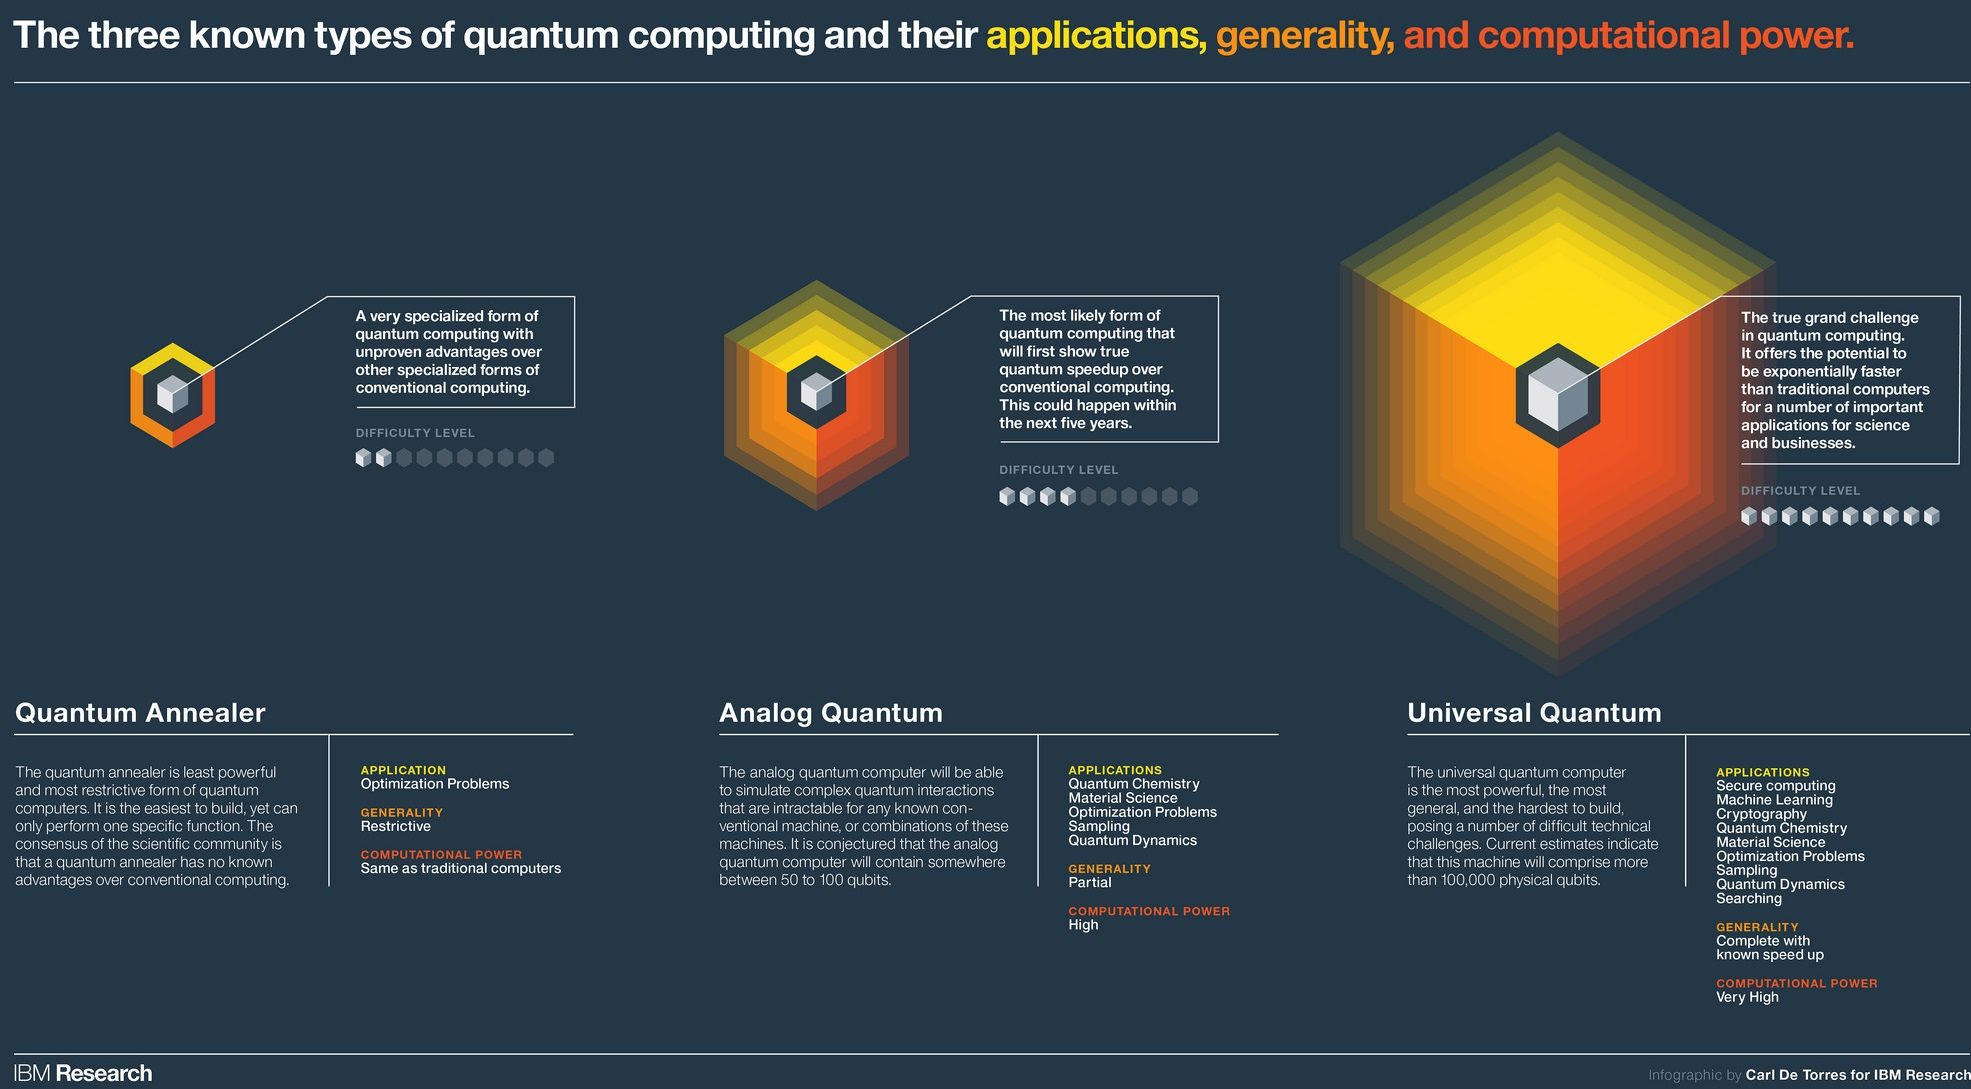 The three known types of quantum computing and their applications, generality, and computational power.
A very specialized form of
quantum computing with
unproven advantages over
other specialized forms of
conventional computing.
DIFFICULTY LEVEL
The most likely form of
quantum computing that
will first show true
quantum speedup over
conventional computing.
This could happen within
the next five years.
DIFFICULTY LEVEL
The true grand challenge
in quantum computing.
It offers the potential to
be exponentially faster
than traditional computers
for a number of important
applications for science
and businesses.
DIFFICULTY LEVEL
Quantum Annealer
The quantum annealer is least powerful
and most restrictive form of quantum
computers. It is the easiest to build, yet can
only perform one specific function. The
consensus of the scientific community is
that a quantum annealer has no known
advantages over conventional computing.
APPLICATION
Optimization Problems
GENERALITY
Restrictive
COMPUTATIONAL POWER
Same as traditional computers
Analog Quantum
The analog quantum computer will be able
to simulate complex quantum interactions
that are intractable for any known con-
ventional machine, or combinations of these
machines. It is conjectured that the analog
quantum computer will contain somewhere
between 50 to 100 qubits.
APPLICATIONS
Quantum Chemistry
Material Science
Optimization Problems
Sampling
Quantum Dynamics
GENERALITY
Partial
COMPUTATIONAL POWER
High
Universal Quantum
The universal quantum computer
is the most powerful, the most
general, and the hardest to build,
posing a number of difficult technical
challenges. Current estimates indicate
that this machine will comprise more
than 100,000 physical qubits.
APPLICATIONS
Secure computing
Machine Learning
Cryptography
Quantum Chemistry
Material Science
Optimization Problems
Sampling
Quantum Dynamics
Searching
GENERALITY
Complete with
known speed up
COMPUTATIONAL POWER
Very High
IBM Research
Infographic by Carl De Torres for IBM Research